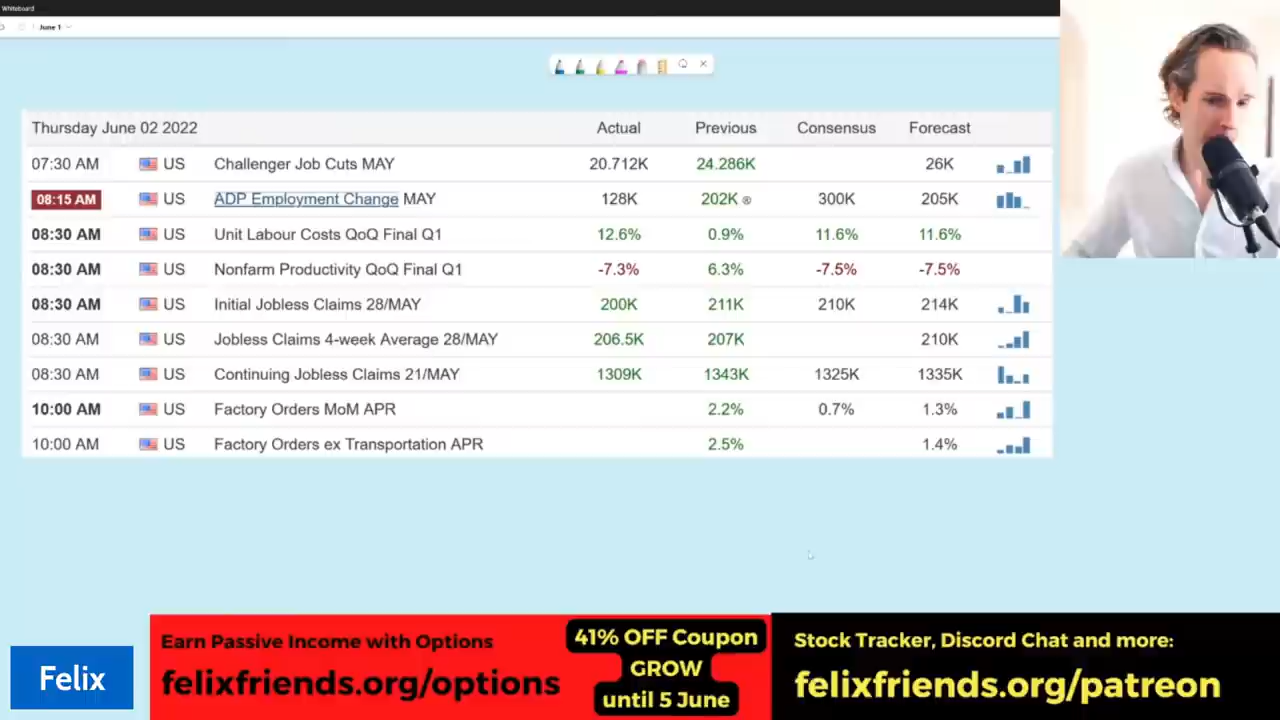 Whiteboard
June 1
Thursday June 02 2022 Actual Previous Consensus Forecast
07:30 AM US Challenger Job Cuts MAY 20.712K 24.286K 26K
08:15 AM US ADP Employment Change MAY 128K 202K ® 300K 205K
08:30 AM US Unit Labour Costs QoQ Final Q1 12.6% 0.9% 11.6% 11.6%
08:30 AM US Nonfarm Productivity QoQ Final Q1 -7.3% 6.3% -7.5% -7.5%
08:30 AM US Initial Jobless Claims 28/MAY 200K 211K 210K 214K
08:30 AM US Jobless Claims 4-week Average 28/MAY 206.5K 207K 210K
08:30 AM US Continuing Jobless Claims 21/MAY 1309K 1343K 1325K 1335K
10:00 AM US Factory Orders MoM APR 2.2% 0.7% 1.3%
10:00 AM US Factory Orders ex Transportation APR 2.5% 1.4%
Felix
Earn Passive Income with Options
felixfriends.org/options
41% OFF Coupon
GROW
until 5 June
Stock Tracker, Discord Chat and more:
felixfriends.org/patreon